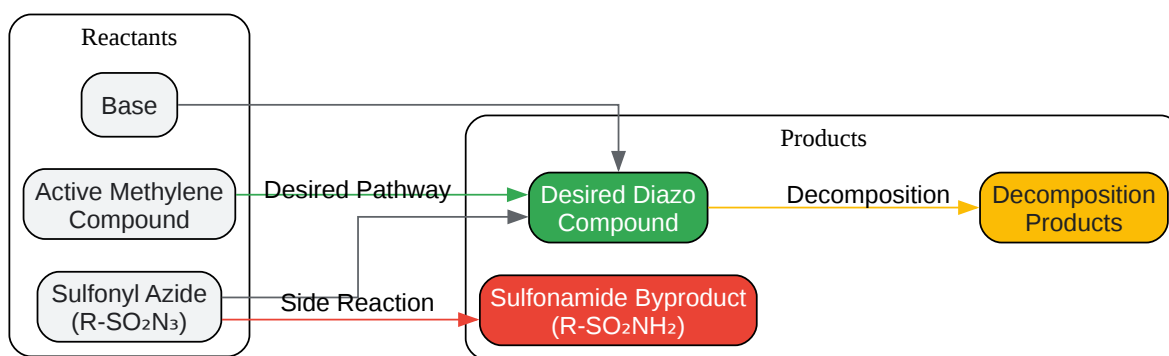 Reactants
Base
Products
Active Methylene
Compound
Desired Pathway
Desired Diazo
Compound
Decomposition
Decomposition
Products
Sulfonyl Azide
(R-SO₂N₃)
Side Reaction
Sulfonamide Byproduct
(R-SO₂NH₂)